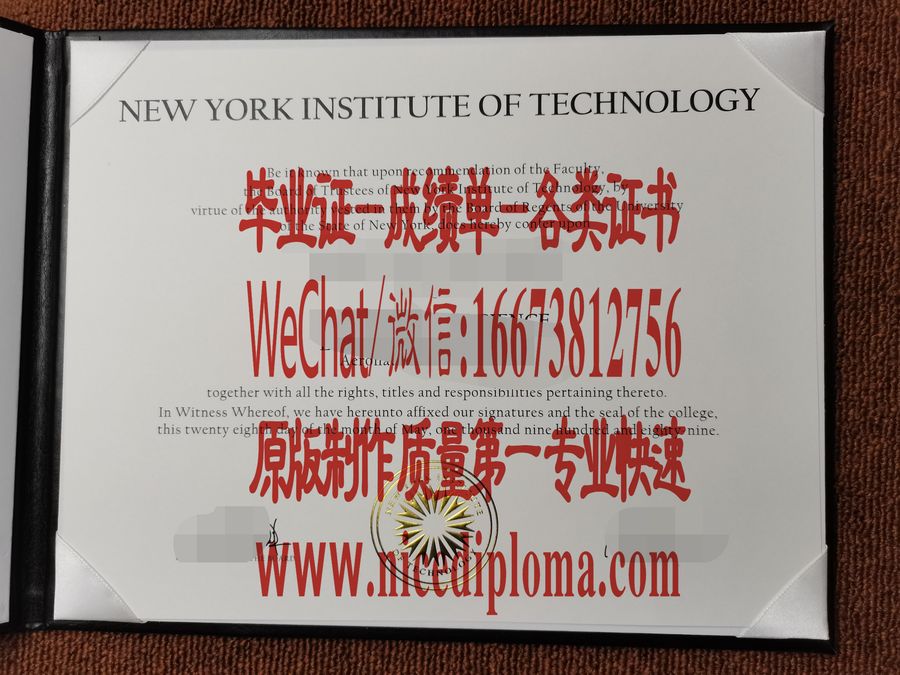 NEW YORK INSTITUTE OF TECHNOLOGY
Be it known that upon recommendation of the Faculty,
the Board of Trustees of New York Institute of Technology, by
毕业证－成绩单－各类证书
virtue of the authority vested in them by the Board of Regents of the University
of the State of New York, does hereby confer upon
WeChat/微信:16673812756
together with all the rights, titles and responsibilities pertaining thereto.
In Witness Whereof, we have hereunto affixed our signatures and the seal of the college,
this twenty eighth day of the month of May, one thousand nine hundred and eighty nine.
原版制作质量第一专业快速
OF TECHNOLOGY
www.niccdiploma.com